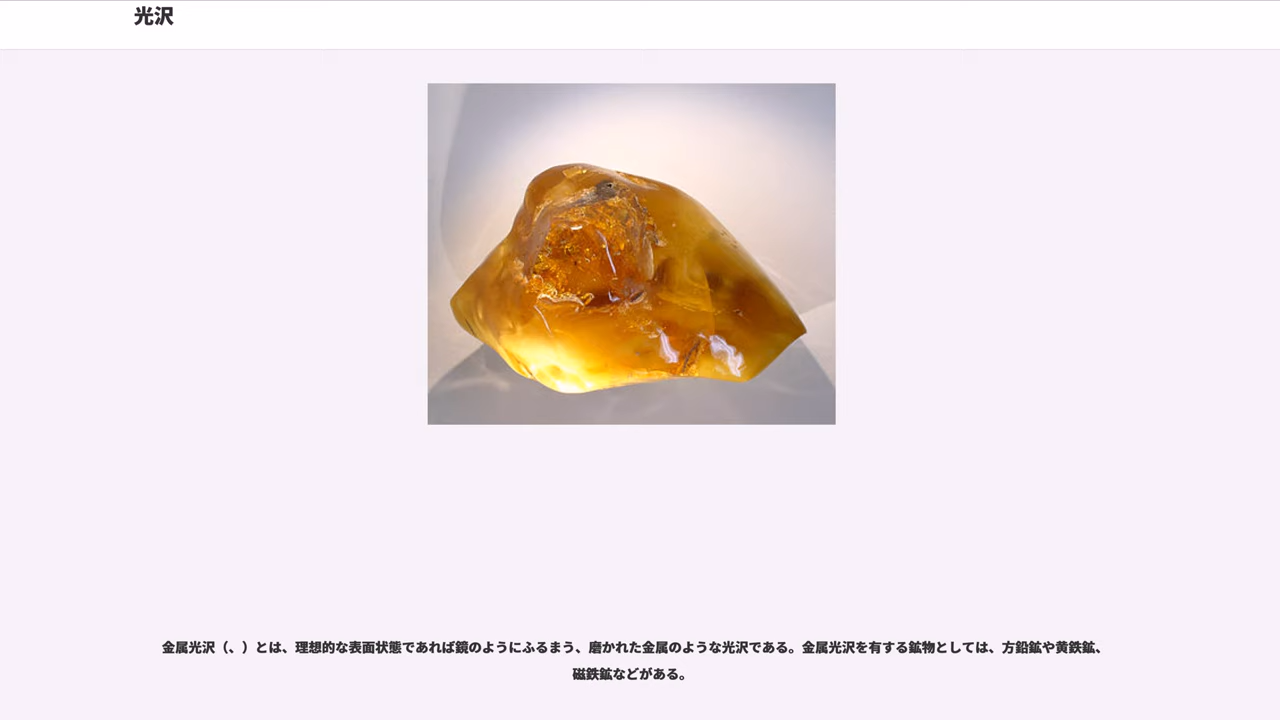 光沢
金属光沢（、）とは、理想的な表面状態であれば鏡のようにふるまう、磨かれた金属のような光沢である。金属光沢を有する鉱物としては、方鉛鉱や黄鉄鉱、
磁鉄鉱などがある。